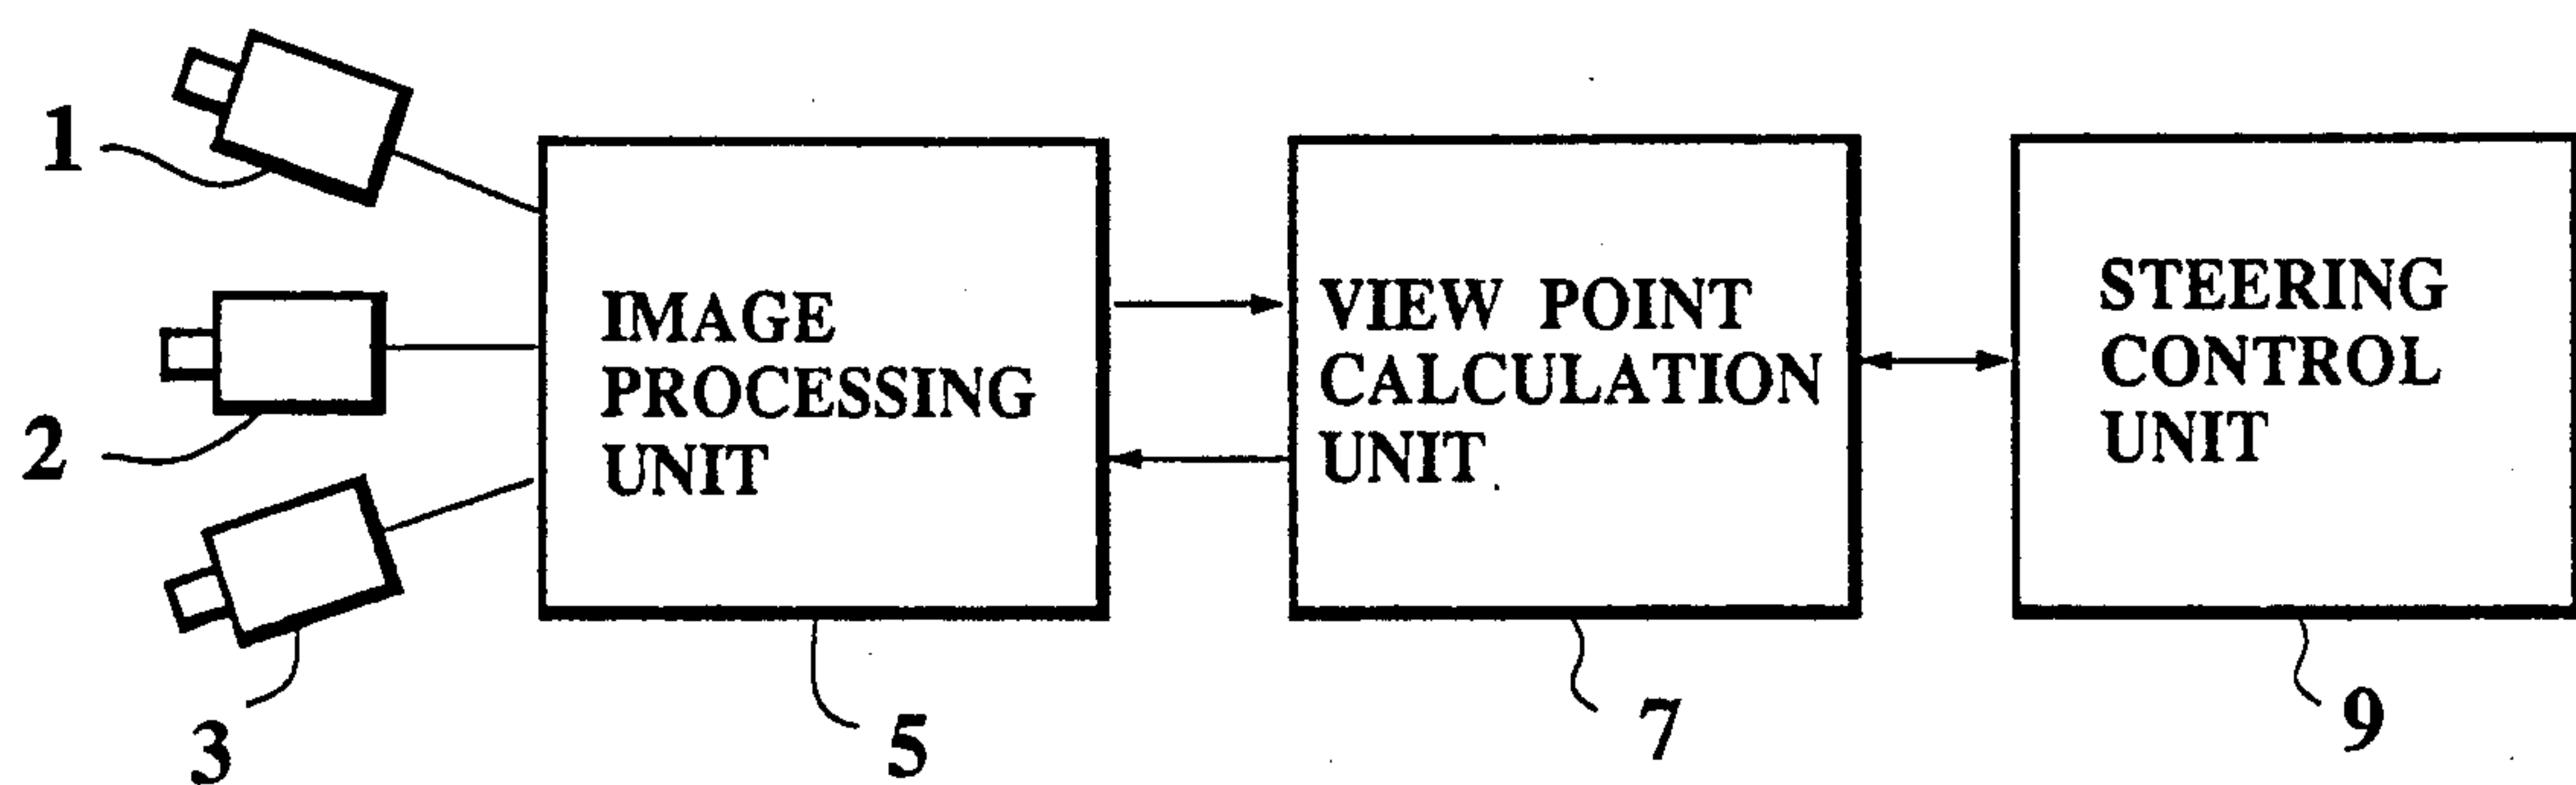 1
2
3
IMAGE
PROCESSING
UNIT
5
VIEW POINT
CALCULATION
UNIT
7
STEERING
CONTROL
UNIT
9